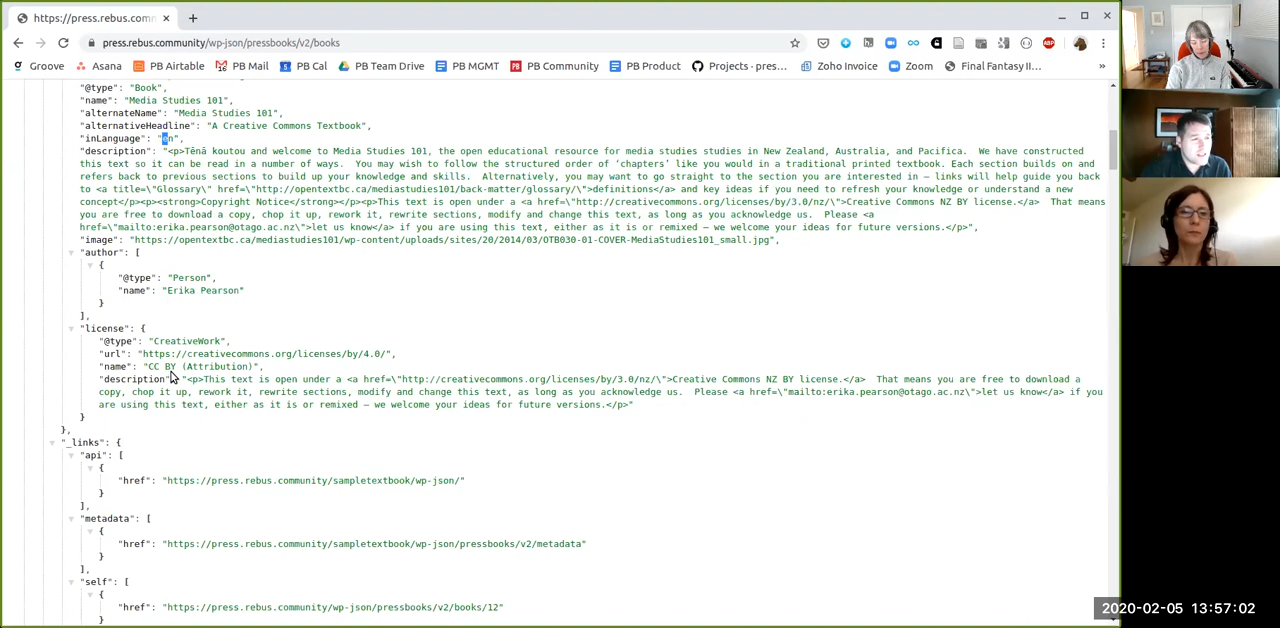 https://press.rebus.comm
press.rebus.community/wp-json/pressbooks/v2/books
Groove Asana PB Airtable PB Mail PB Cal PB Team Drive PB MGMT PB Community PB Product Projects · pres… Zoho Invoice Zoom Final Fantasy II… »
"@type": "Book",
"name": "Media Studies 101",
"alternateName": "Media Studies 101",
"alternativeHeadline": "A Creative Commons Textbook",
"inLanguage": "en",
"description": "<p>Tēnā koutou and welcome to Media Studies 101, the open educational resource for media studies studies in New Zealand, Australia, and Pacifica.  We have constructed
this text so it can be read in a number of ways.  You may wish to follow the structured order of ‘chapters’ like you would in a traditional printed textbook. Each section builds on and
refers back to previous sections to build up your knowledge and skills.  Alternatively, you may want to go straight to the section you are interested in — links will help guide you back
to <a title=\"Glossary\" href=\"http://opentextbc.ca/mediastudies101/back-matter/glossary/\">definitions</a> and key ideas if you need to refresh your knowledge or understand a new
concept</p><p><strong>Copyright Notice</strong></p><p>This text is open under a <a href=\"http://creativecommons.org/licenses/by/3.0/nz/\">Creative Commons NZ BY license.</a>  That means
you are free to download a copy, chop it up, rework it, rewrite sections, modify and change this text, as long as you acknowledge us.  Please <a
href=\"mailto:erika.pearson@otago.ac.nz\">let us know</a> if you are using this text, either as it is or remixed — we welcome your ideas for future versions.</p>",
"image": "https://opentextbc.ca/mediastudies101/wp-content/uploads/sites/20/2014/03/OTB030-01-COVER-MediaStudies101_small.jpg",
"author": [
{
"@type": "Person",
"name": "Erika Pearson"
}
],
"license": {
"@type": "CreativeWork",
"url": "https://creativecommons.org/licenses/by/4.0/",
"name": "CC BY (Attribution)",
"description": "<p>This text is open under a <a href=\"http://creativecommons.org/licenses/by/3.0/nz/\">Creative Commons NZ BY license.</a>  That means you are free to download a
copy, chop it up, rework it, rewrite sections, modify and change this text, as long as you acknowledge us.  Please <a href=\"mailto:erika.pearson@otago.ac.nz\">let us know</a> if you
are using this text, either as it is or remixed — we welcome your ideas for future versions.</p>"
}
},
"_links": {
"api": [
{
"href": "https://press.rebus.community/sampletextbook/wp-json/"
}
],
"metadata": [
{
"href": "https://press.rebus.community/sampletextbook/wp-json/pressbooks/v2/metadata"
}
],
"self": [
{
"href": "https://press.rebus.community/wp-json/pressbooks/v2/books/12"
}
2020-02-05 13:57:02